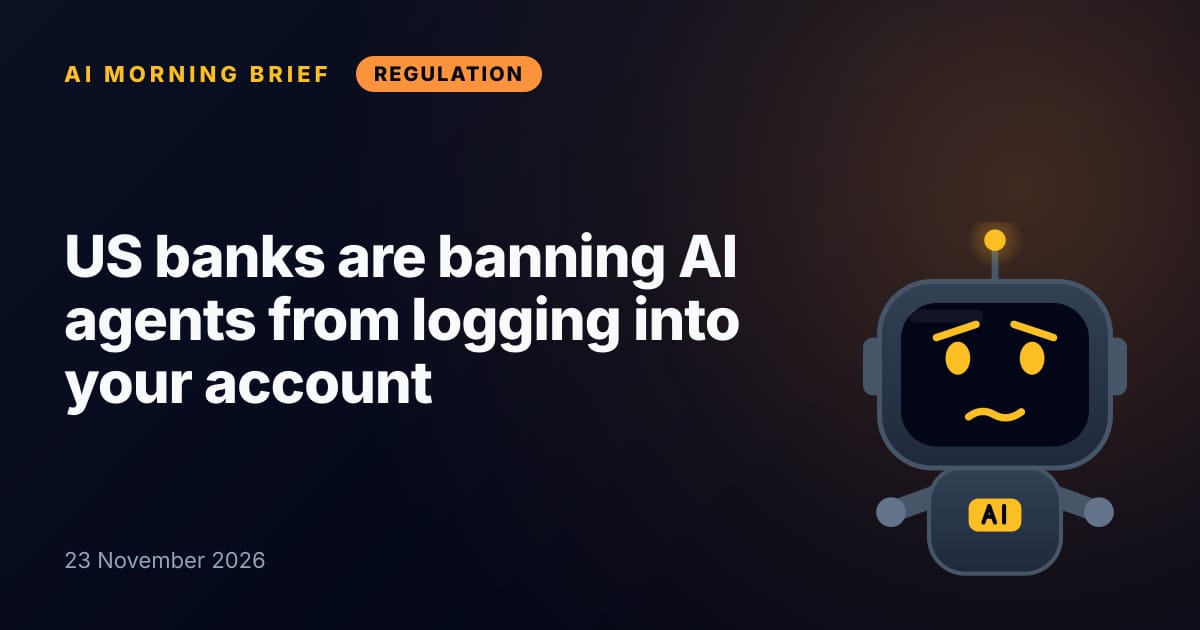 AI MORNING BRIEF REGULATION
US banks are banning AI
agents from logging into
your account
AI
23 November 2026